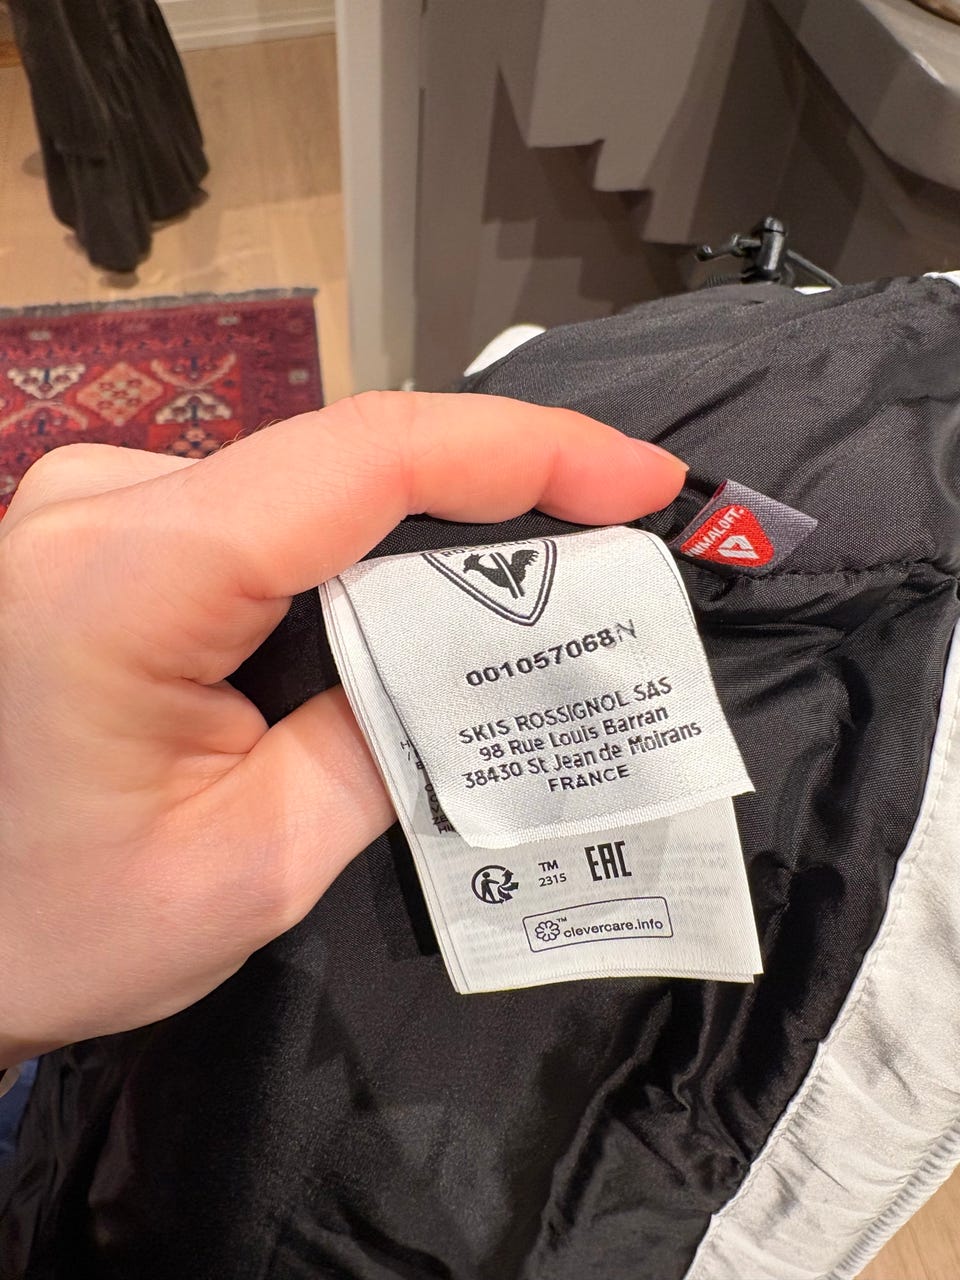 001057068N
SKIS ROSSIGNOL SAS
98 Rue Louis Barran
38430 St Jean de Moirans
FRANCE
TM
2315
EAC
TM
clevercare.info